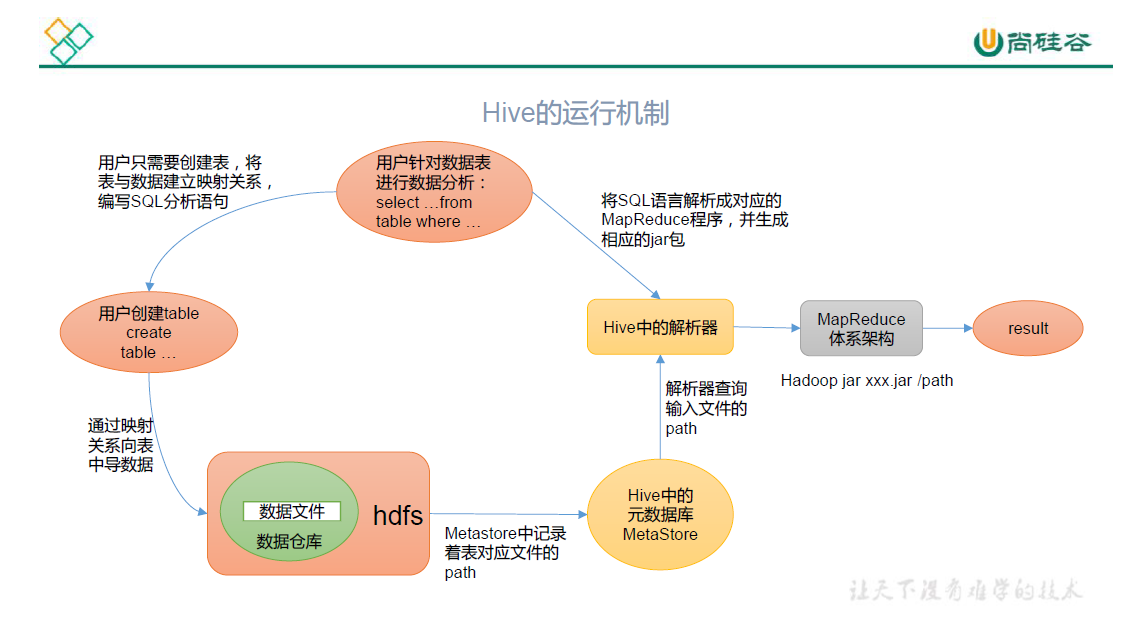 尚硅谷
Hive的运行机制
用户只需要创建表，将
表与数据建立映射关系，
编写SQL分析语句
用户针对数据表
进行数据分析：
select …from
table where …
将SQL语言解析成对应的
MapReduce程序，并生成
相应的jar包
用户创建table
create
table …
Hive中的解析器
MapReduce
体系架构
result
Hadoop jar xxx.jar /path
解析器查询
输入文件的
path
通过映射
关系向表
中导数据
数据文件
数据仓库
hdfs
Metastore中记录
着表对应文件的
path
Hive中的
元数据库
MetaStore
让天下没有难学的技术